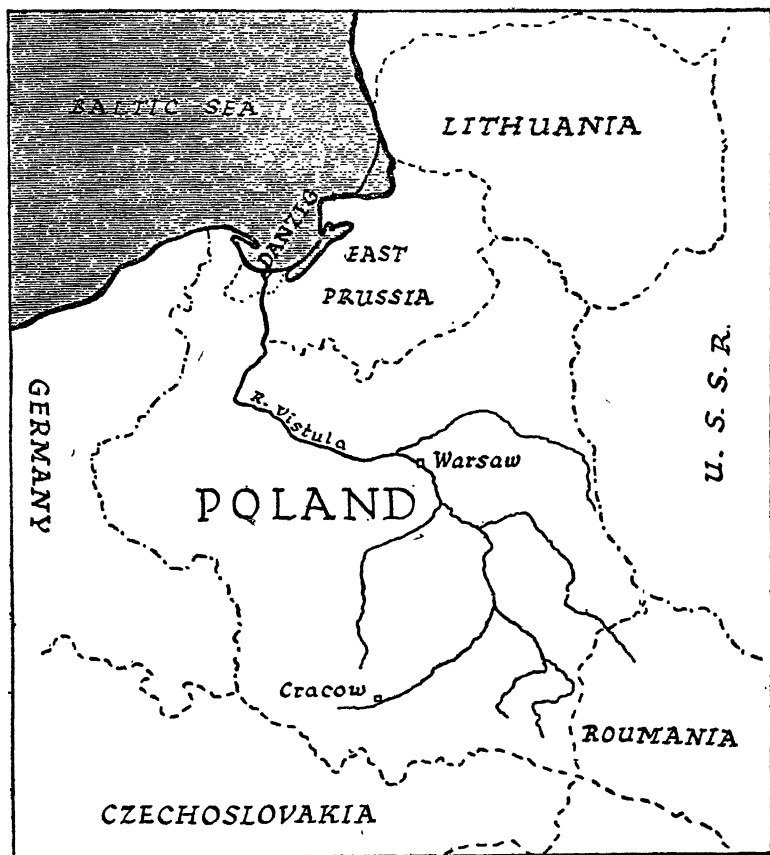 BALTIC SEA
LITHUANIA
DANZIG
EAST
PRUSSIA
GERMANY
U. S. S. R.
R. Vistula
Warsaw
POLAND
Cracow
ROUMANIA
CZECHOSLOVAKIA